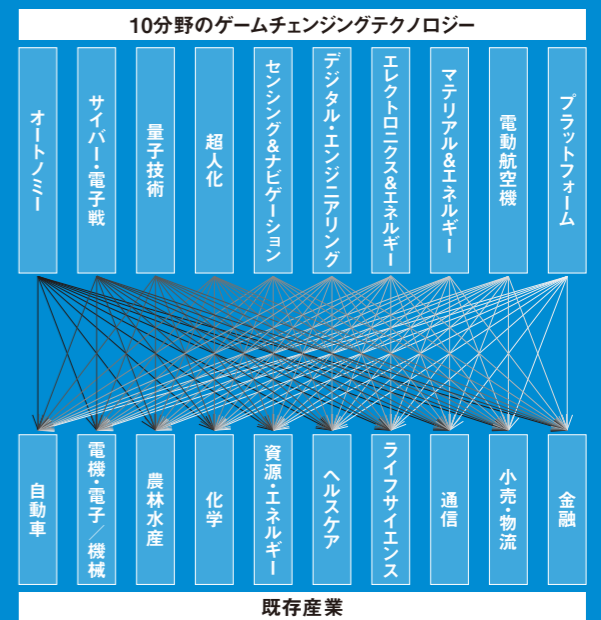 10分野のゲームチェンジングテクノロジー
オートノミー
サイバー・電子戦
量子技術
超人化
センシング&ナビゲーション
デジタル・エンジニアリング
エレクトロニクス&エネルギー
マテリアル&エネルギー
電動航空機
プラットフォーム
自動車
電機・電子/機械
農林水産
化学
資源・エネルギー
ヘルスケア
ライフサイエンス
通信
小売・物流
金融
既存産業